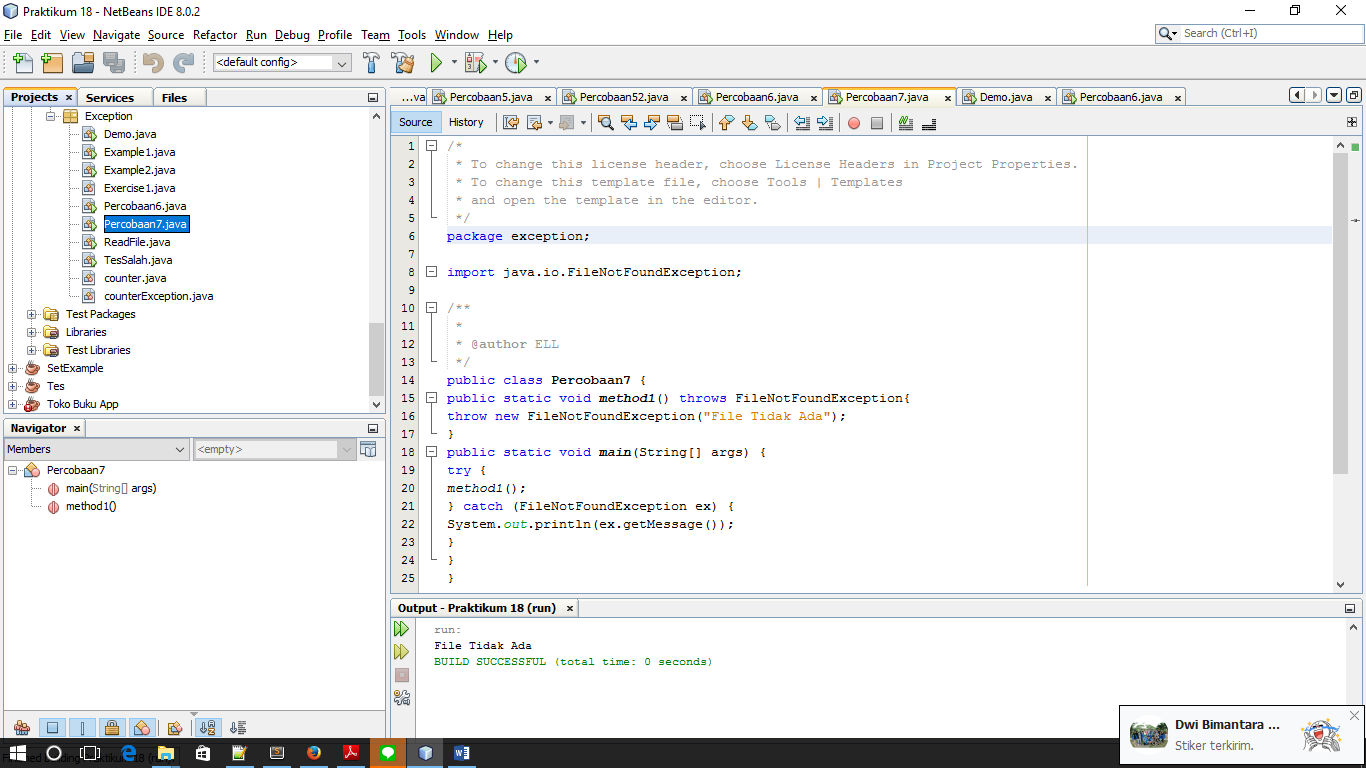 Praktikum 18 - NetBeans IDE 8.0.2
File Edit View Navigate Source Refactor Run Debug Profile Team Tools Window Help
Search (Ctrl+I)
<default config>
Projects Services Files
Exception
Demo.java
Example1.java
Example2.java
Exercise1.java
Percobaan6.java
Percobaan7.java
ReadFile.java
TesSalah.java
counter.java
counterException.java
Test Packages
Libraries
Test Libraries
SetExample
Tes
Toko Buku App
Navigator
Members
<empty>
Percobaan7
main(String[] args)
method1()
...va Percobaan5.java Percobaan52.java Percobaan6.java Percobaan7.java Demo.java Percobaan6.java
Source History
1 /*
2 * To change this license header, choose License Headers in Project Properties.
3 * To change this template file, choose Tools | Templates
4 * and open the template in the editor.
5 */
6 package exception;
7
8 import java.io.FileNotFoundException;
9
10 /**
11 *
12 * @author ELL
13 */
14 public class Percobaan7 {
15 public static void method1() throws FileNotFoundException{
16 throw new FileNotFoundException("File Tidak Ada");
17 }
18 public static void main(String[] args) {
19 try {
20 method1();
21 } catch (FileNotFoundException ex) {
22 System.out.println(ex.getMessage());
23 }
24 }
25 }
Output - Praktikum 18 (run)
run:
File Tidak Ada
BUILD SUCCESSFUL (total time: 0 seconds)
Dwi Bimantara ...
Stiker terkirim.